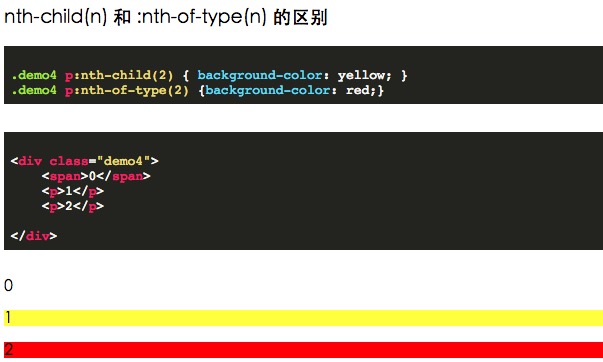 nth-child(n) 和 :nth-of-type(n) 的区别
.demo4 p:nth-child(2) { background-color: yellow; }
.demo4 p:nth-of-type(2) {background-color: red;}
<div class="demo4">
    <span>0</span>
    <p>1</p>
    <p>2</p>
</div>
0
1
2